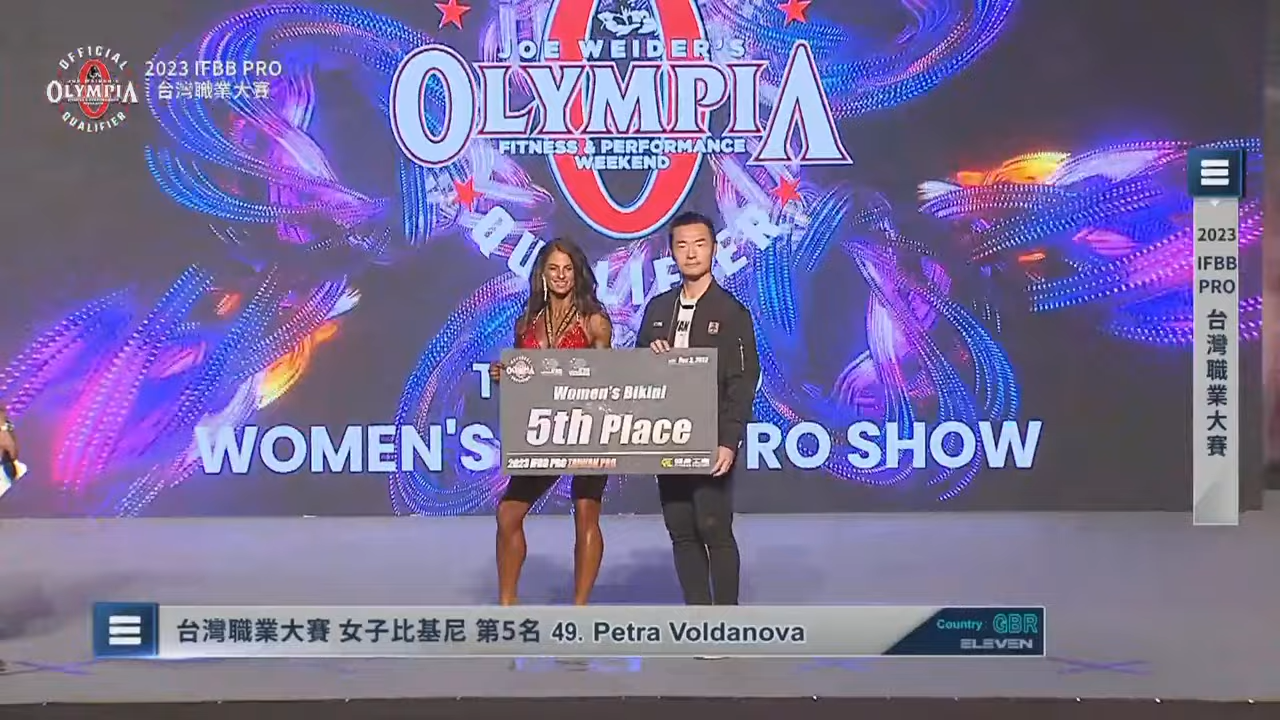 OFFICIAL
JOE WEIDER'S
OLYMPIA
QUALIFIER
2023 IFBB PRO
台灣職業大賽
JOE WEIDER'S
OLYMPIA
FITNESS & PERFORMANCE
WEEKEND
WOMEN'S
PRO SHOW
OLYMPIA
Women's Bikini
5th Place
2023 IFBB PRO TAIWAN PRO
2023
IFBB
PRO
台灣職業大賽
台灣職業大賽 女子比基尼 第5名 49. Petra Voldanova
Country : GBR
ELEVEN